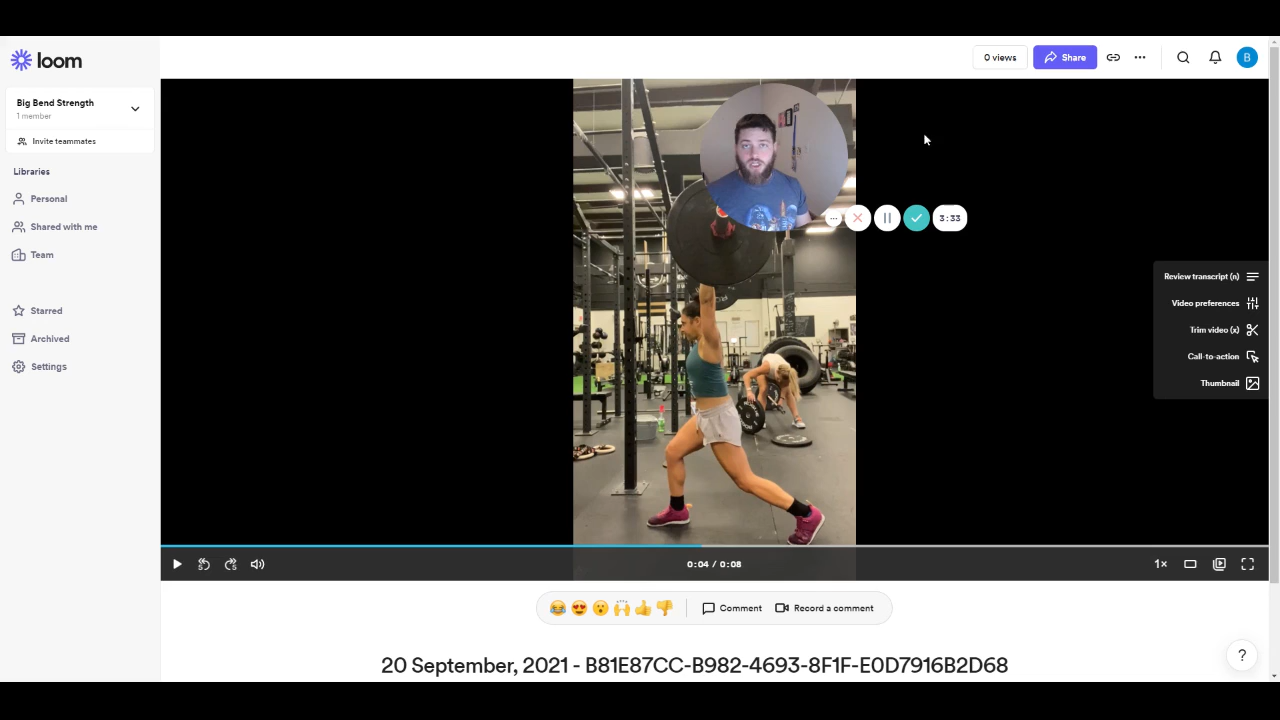 loom
0 views
Share
B
Big Bend Strength
1 member
Invite teammates
Libraries
Personal
Shared with me
Team
Starred
Archived
Settings
3:33
Review transcript (n)
Video preferences
Trim video (x)
Call-to-action
Thumbnail
5
5
0:04 / 0:08
1×
Comment
Record a comment
?
20 September, 2021 - B81E87CC-B982-4693-8F1F-E0D7916B2D68